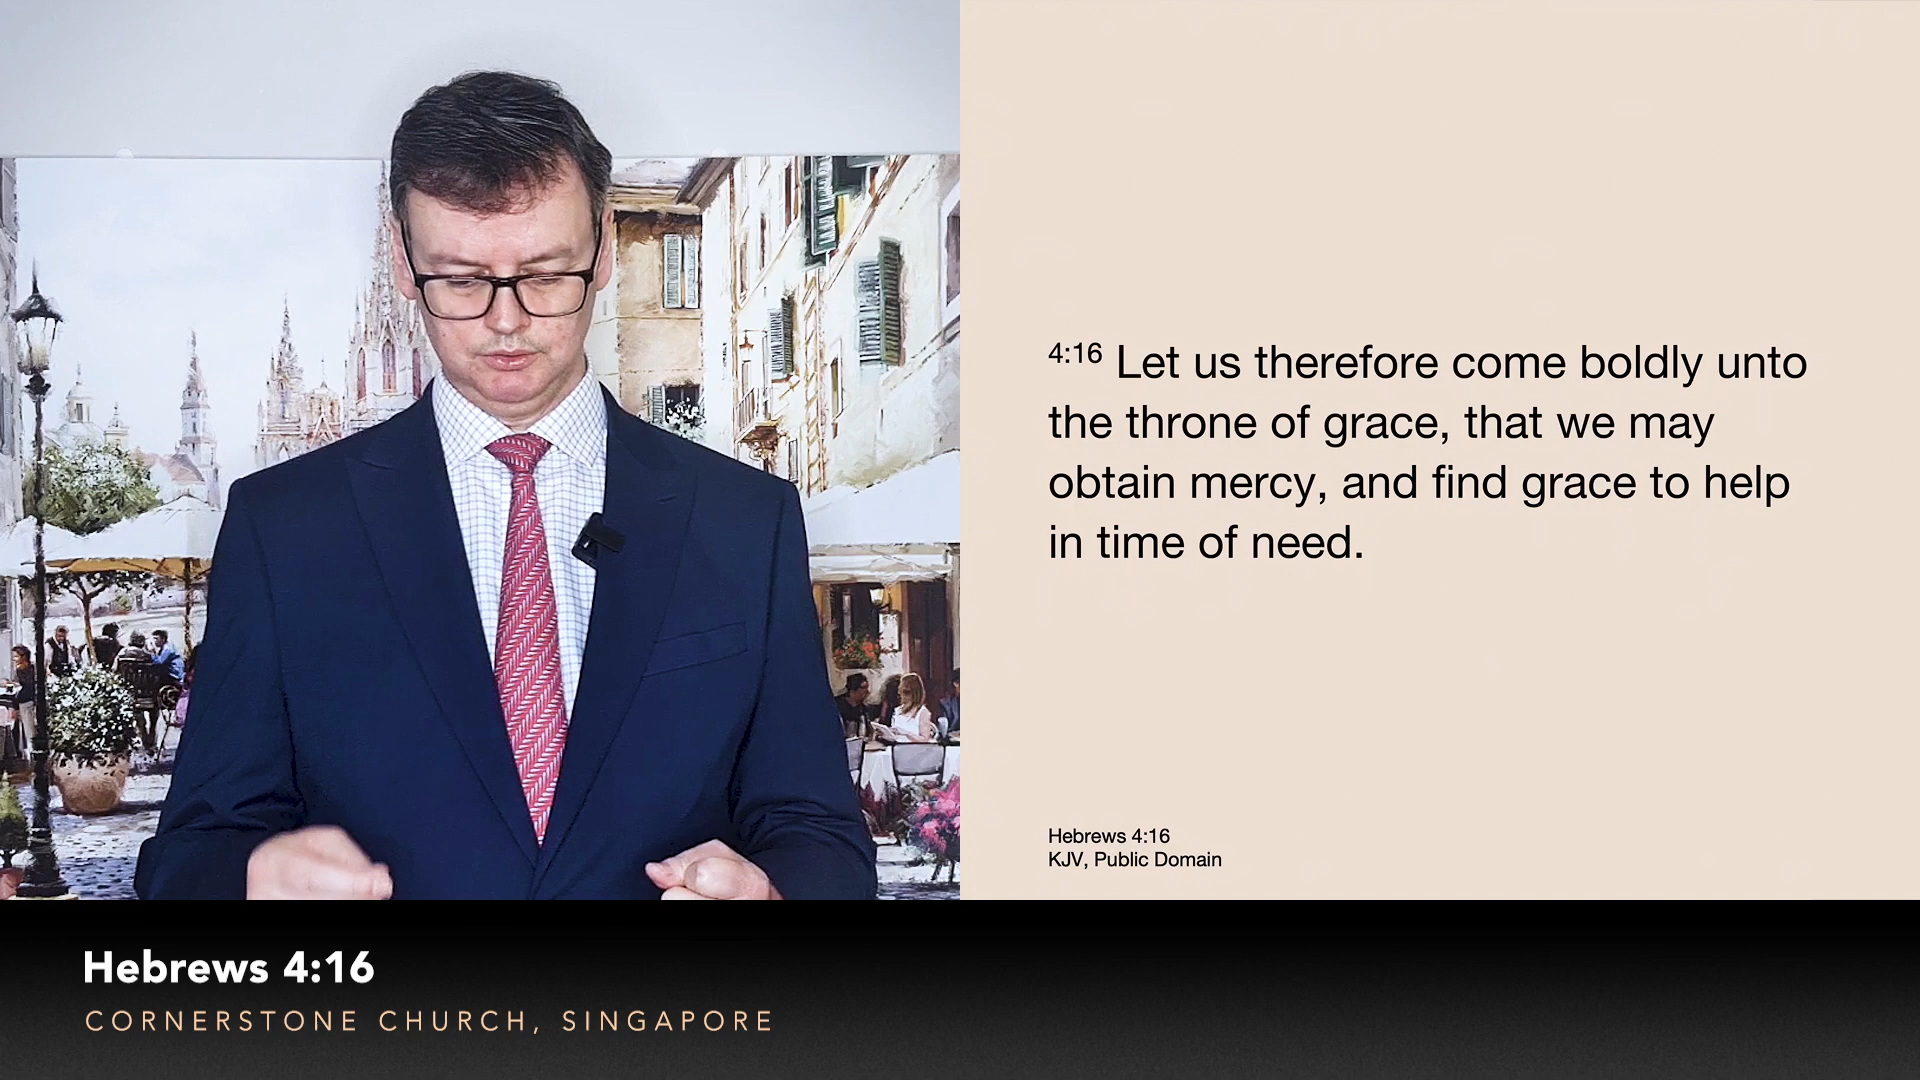 4:16 Let us therefore come boldly unto
the throne of grace, that we may
obtain mercy, and find grace to help
in time of need.
Hebrews 4:16
KJV, Public Domain
Hebrews 4:16
CORNERSTONE CHURCH, SINGAPORE